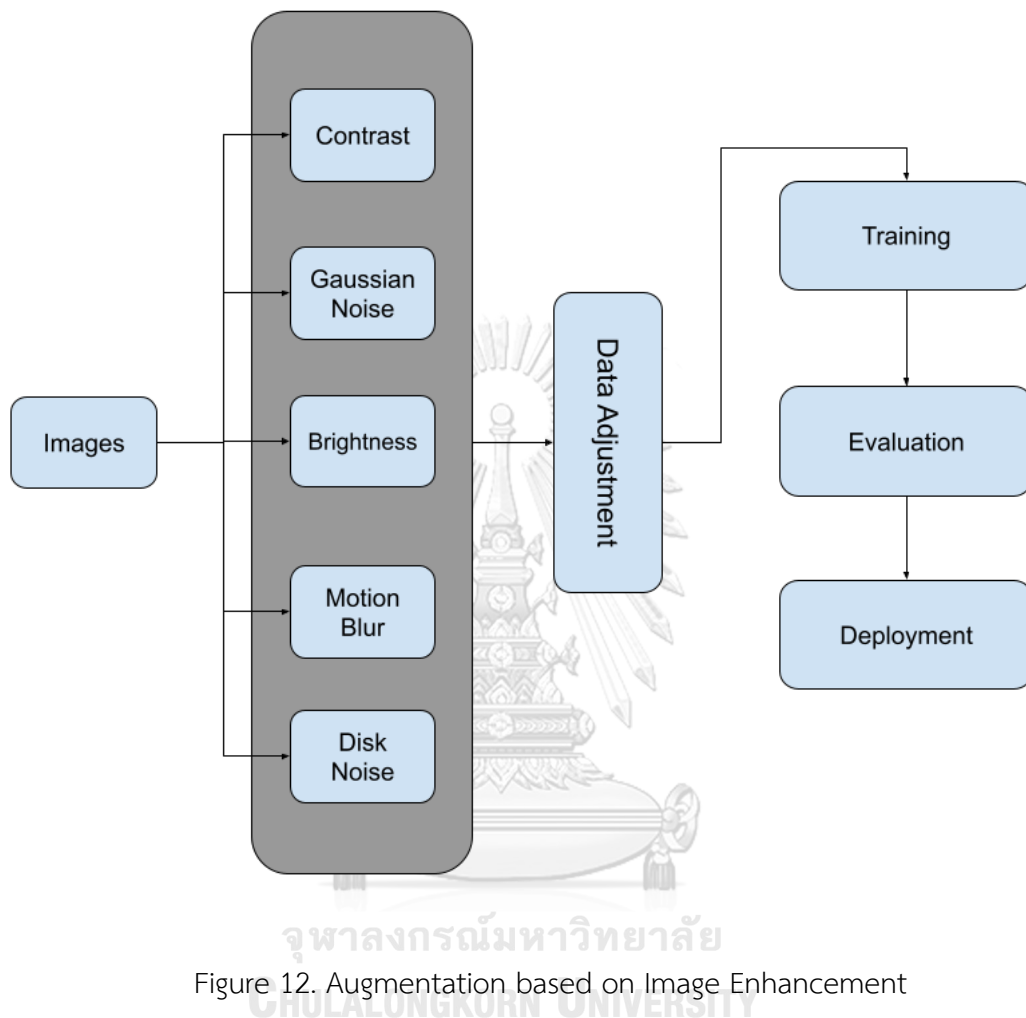 Images
Contrast
Gaussian
Noise
Brightness
Motion
Blur
Disk
Noise
Data Adjustment
Training
Evaluation
Deployment
จุฬาลงกรณ์มหาวิทยาลัย
Figure 12. Augmentation based on Image Enhancement
CHULALONGKORN UNIVERSITY